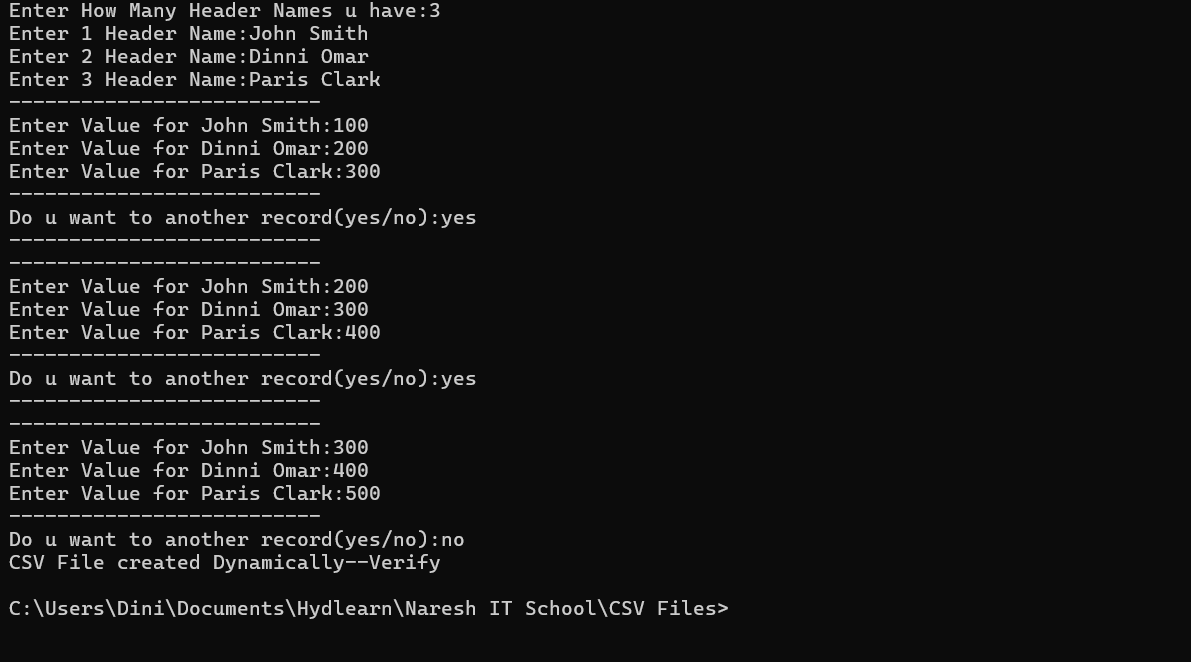 Enter How Many Header Names u have:3
Enter 1 Header Name:John Smith
Enter 2 Header Name:Dinni Omar
Enter 3 Header Name:Paris Clark
--------------------------
Enter Value for John Smith:100
Enter Value for Dinni Omar:200
Enter Value for Paris Clark:300
--------------------------
Do u want to another record(yes/no):yes
--------------------------
--------------------------
Enter Value for John Smith:200
Enter Value for Dinni Omar:300
Enter Value for Paris Clark:400
--------------------------
Do u want to another record(yes/no):yes
--------------------------
--------------------------
Enter Value for John Smith:300
Enter Value for Dinni Omar:400
Enter Value for Paris Clark:500
--------------------------
Do u want to another record(yes/no):no
CSV File created Dynamically--Verify
C:\Users\Dini\Documents\Hydlearn\Naresh IT School\CSV Files>